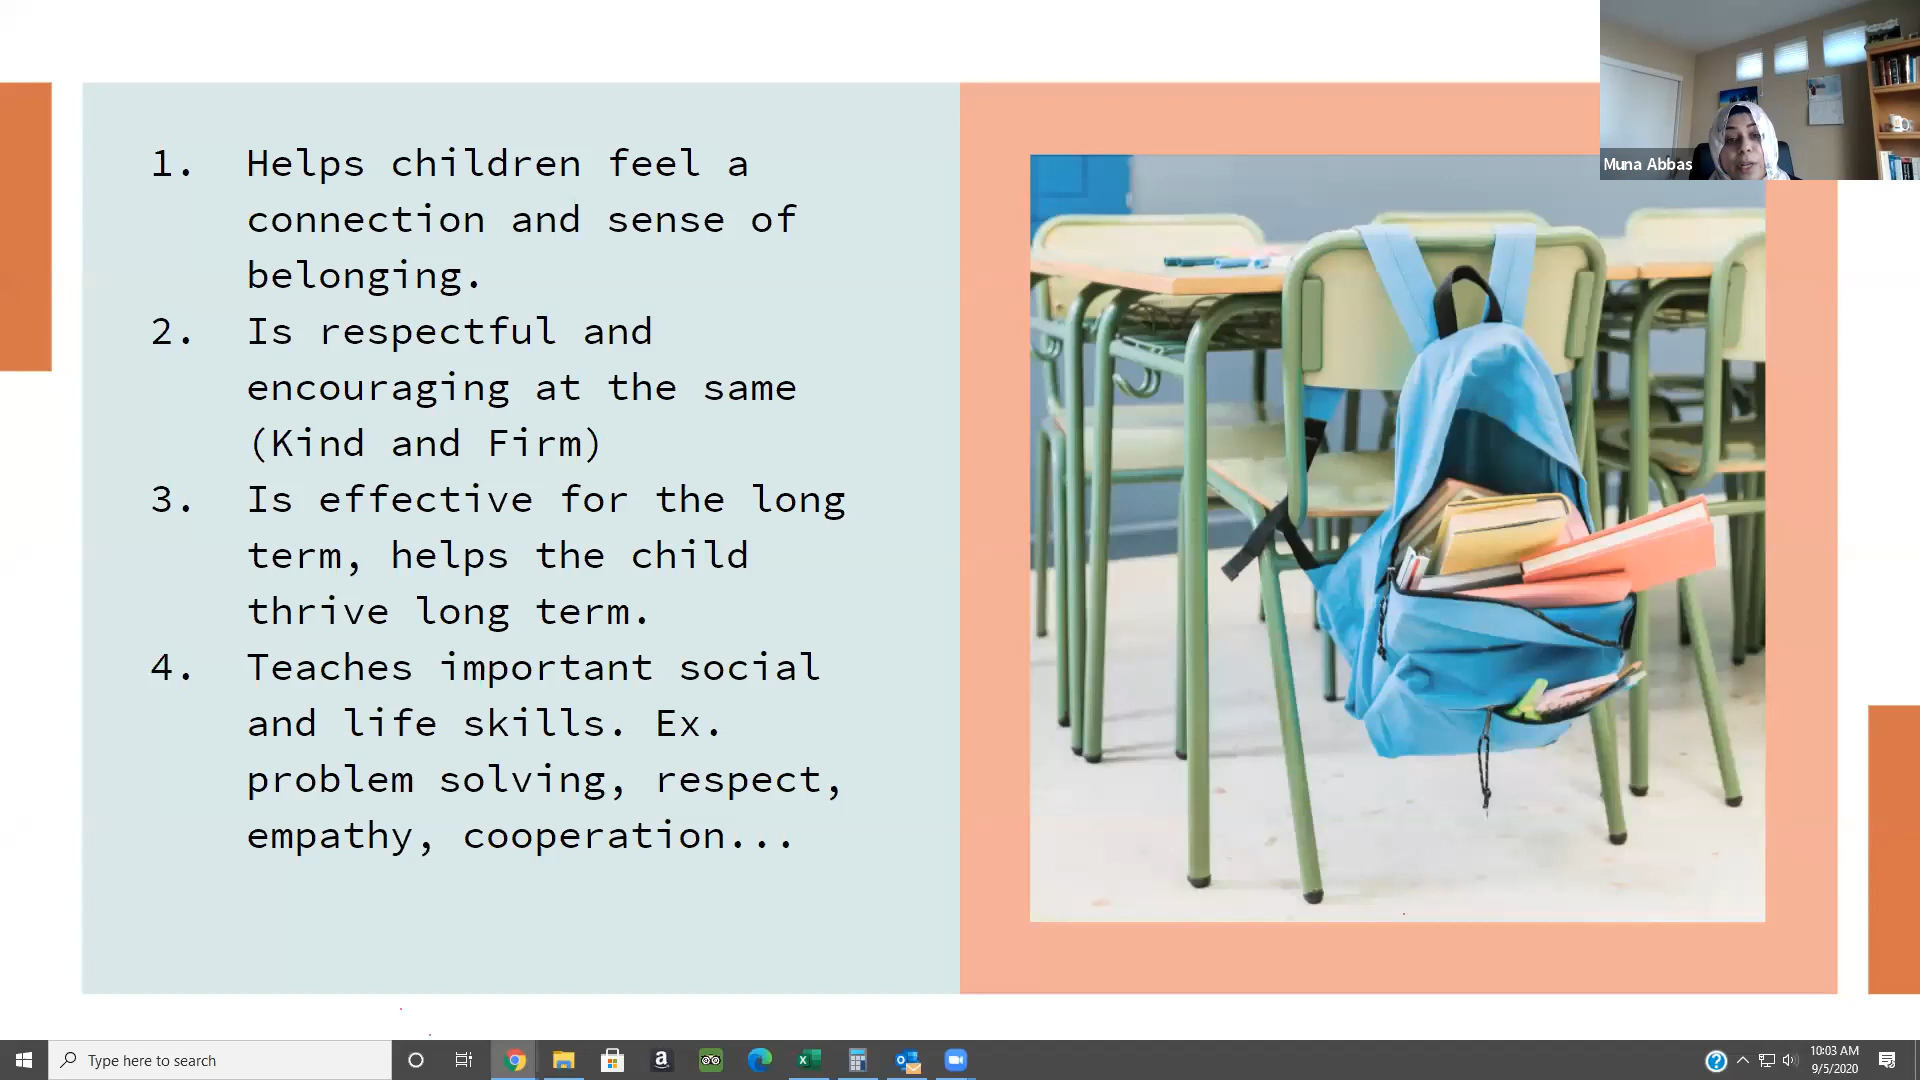 1. Helps children feel a
connection and sense of
belonging.
2. Is respectful and
encouraging at the same
(Kind and Firm)
3. Is effective for the long
term, helps the child
thrive long term.
4. Teaches important social
and life skills. Ex.
problem solving, respect,
empathy, cooperation...
Muna Abbas
Type here to search
10:03 AM
9/5/2020